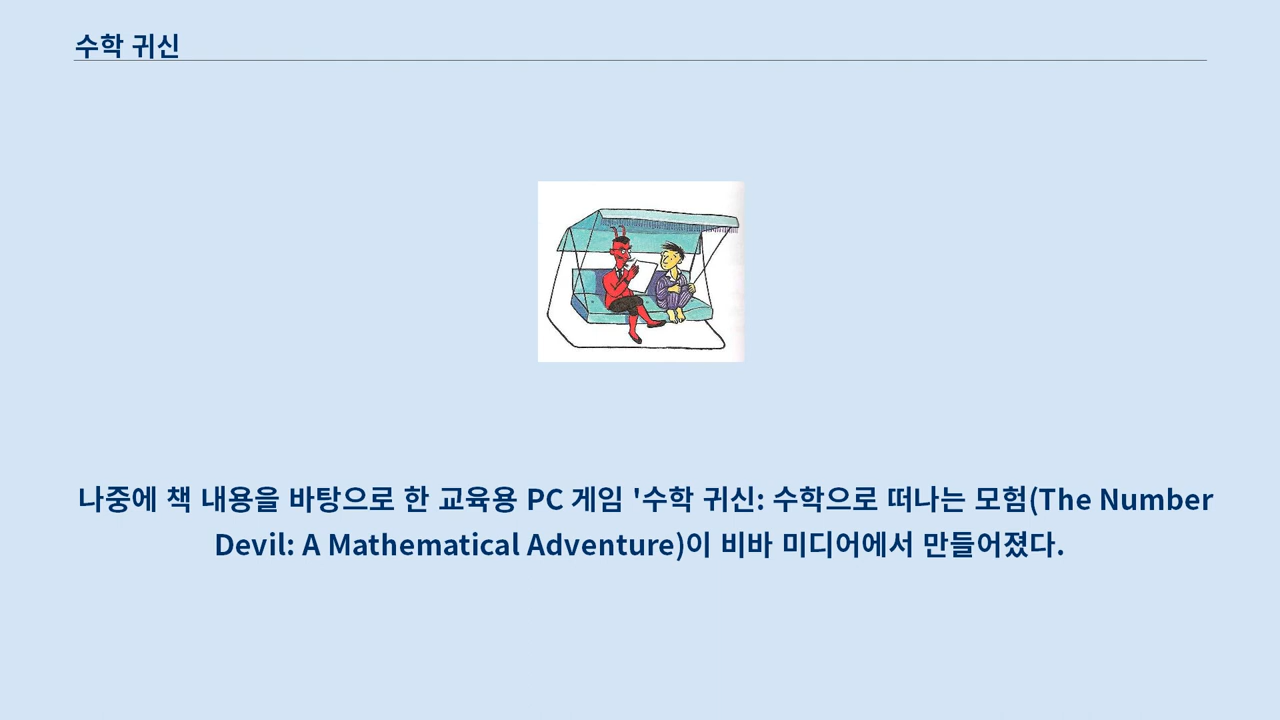 수학 귀신
나중에 책 내용을 바탕으로 한 교육용 PC 게임 '수학 귀신: 수학으로 떠나는 모험(The Number
Devil: A Mathematical Adventure)이 비바 미디어에서 만들어졌다.